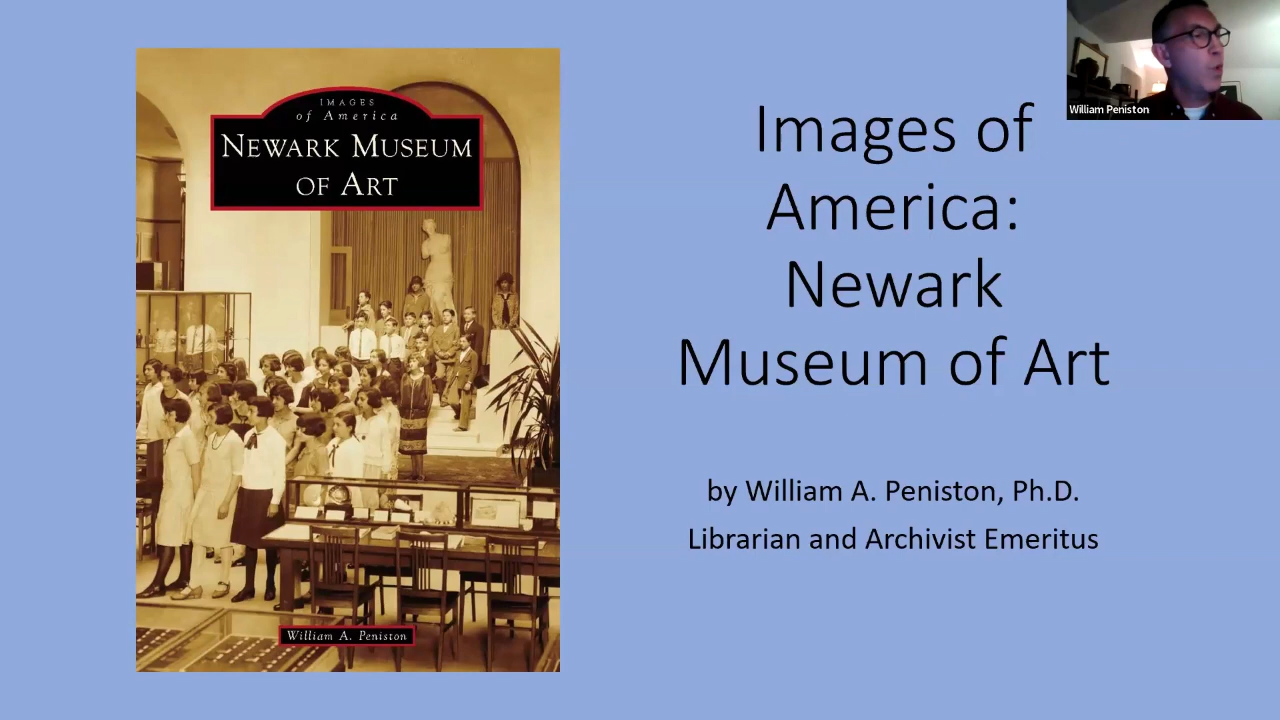 IMAGES
of America
NEWARK MUSEUM
OF ART
William A. Peniston
Images of
America:
Newark
Museum of Art
by William A. Peniston, Ph.D.
Librarian and Archivist Emeritus
William Peniston